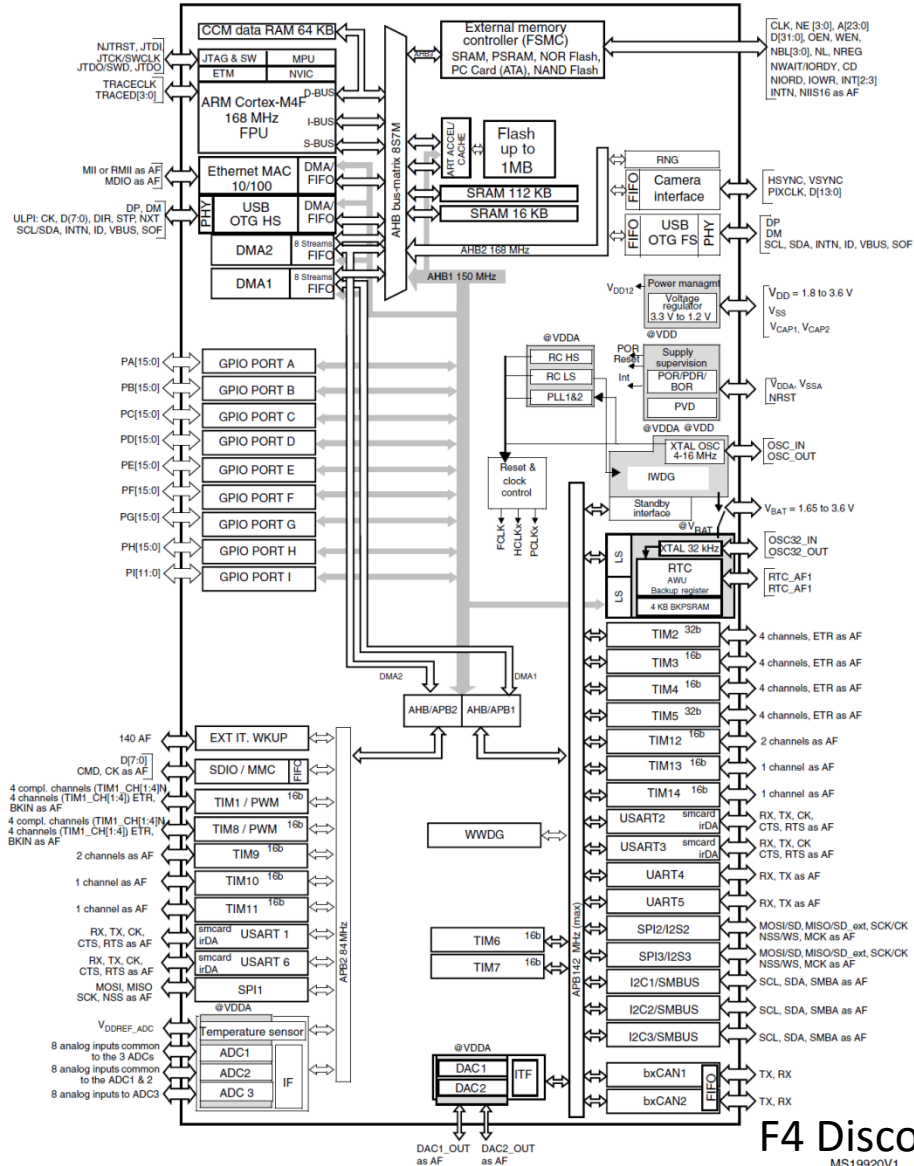 CCM data RAM 64 KB
External memory
controller (FSMC)
SRAM, PSRAM, NOR Flash,
PC Card (ATA), NAND Flash
AHB3
CLK, NE [3:0], A[23:0]
D[31:0], OEN, WEN,
NBL[3:0], NL, NREG
NWAIT/IORDY, CD
NIORD, IOWR, INT[2:3]
INTN, NIIS16 as AF
NJTRST, JTDI,
JTCK/SWCLK
JTDO/SWD, JTDO
TRACECLK
TRACED[3:0]
JTAG & SW
MPU
ETM
NVIC
ARM Cortex-M4F
168 MHz
FPU
D-BUS
I-BUS
S-BUS
AHB bus-matrix 8S7M
ART ACCEL/
CACHE
Flash
up to
1MB
SRAM 112 KB
SRAM 16 KB
AHB2 168 MHz
AHB1 150 MHz
MII or RMII as AF
MDIO as AF
Ethernet MAC
10/100
DMA/
FIFO
DP, DM
ULPI: CK, D(7:0), DIR, STP, NXT
SCL/SDA, INTN, ID, VBUS, SOF
PHY
USB
OTG HS
DMA/
FIFO
DMA2
8 Streams
FIFO
DMA1
8 Streams
FIFO
RNG
FIFO
Camera
interface
HSYNC, VSYNC
PIXCLK, D[13:0]
FIFO
USB
OTG FS
PHY
DP
DM
SCL, SDA, INTN, ID, VBUS, SOF
VDD12
Power managmt
Voltage
regulator
3.3 V to 1.2 V
@VDD
VDD = 1.8 to 3.6 V
VSS
VCAP1, VCAP2
@VDDA
RC HS
RC LS
PLL1&2
POR
Reset
Int
Supply
supervision
POR/PDR/
BOR
PVD
VDDA, VSSA
NRST
@VDDA @VDD
XTAL OSC
4-16 MHz
IWDG
OSC_IN
OSC_OUT
Standby
interface
VBAT = 1.65 to 3.6 V
@VBAT
Reset &
clock
control
FCLK
HCLKx
PCLKx
LS
LS
XTAL 32 kHz
RTC
AWU
Backup register
4 KB BKPSRAM
OSC32_IN
OSC32_OUT
RTC_AF1
RTC_AF1
PA[15:0]
GPIO PORT A
PB[15:0]
GPIO PORT B
PC[15:0]
GPIO PORT C
PD[15:0]
GPIO PORT D
PE[15:0]
GPIO PORT E
PF[15:0]
GPIO PORT F
PG[15:0]
GPIO PORT G
PH[15:0]
GPIO PORT H
PI[11:0]
GPIO PORT I
DMA2
DMA1
AHB/APB2
AHB/APB1
140 AF
EXT IT. WKUP
D[7:0]
CMD, CK as AF
SDIO / MMC
FIFO
4 compl. channels (TIM1_CH[1:4]N
4 channels (TIM1_CH[1:4]) ETR,
BKIN as AF
TIM1 / PWM 16b
4 compl. channels (TIM1_CH[1:4]N
4 channels (TIM1_CH[1:4]) ETR,
BKIN as AF
TIM8 / PWM 16b
2 channels as AF
TIM9 16b
1 channel as AF
TIM10 16b
1 channel as AF
TIM11 16b
RX, TX, CK,
CTS, RTS as AF
smcard
irDA
USART 1
RX, TX, CK,
CTS, RTS as AF
smcard
irDA
USART 6
MOSI, MISO
SCK, NSS as AF
SPI1
@VDDA
VDDREF_ADC
Temperature sensor
8 analog inputs common
to the 3 ADCs
ADC1
8 analog inputs common
to the ADC1 & 2
ADC2
8 analog inputs to ADC3
ADC 3
IF
APB2 84 MHz
WWDG
TIM6 16b
TIM7 16b
APB142 MHz (max)
@VDDA
DAC1
DAC2
ITF
DAC1_OUT
as AF
DAC2_OUT
as AF
TIM2 32b
4 channels, ETR as AF
TIM3 16b
4 channels, ETR as AF
TIM4 16b
4 channels, ETR as AF
TIM5 32b
4 channels, ETR as AF
TIM12 16b
2 channels as AF
TIM13 16b
1 channel as AF
TIM14 16b
1 channel as AF
USART2 smcard
irDA
RX, TX, CK,
CTS, RTS as AF
USART3 smcard
irDA
RX, TX, CK
CTS, RTS as AF
UART4
RX, TX as AF
UART5
RX, TX as AF
SPI2/I2S2
MOSI/SD, MISO/SD_ext, SCK/CK
NSS/WS, MCK as AF
SPI3/I2S3
MOSI/SD, MISO/SD_ext, SCK/CK
NSS/WS, MCK as AF
I2C1/SMBUS
SCL, SDA, SMBA as AF
I2C2/SMBUS
SCL, SDA, SMBA as AF
I2C3/SMBUS
SCL, SDA, SMBA as AF
bxCAN1
TX, RX
FIFO
bxCAN2
TX, RX
F4 Disco
MS19920V1